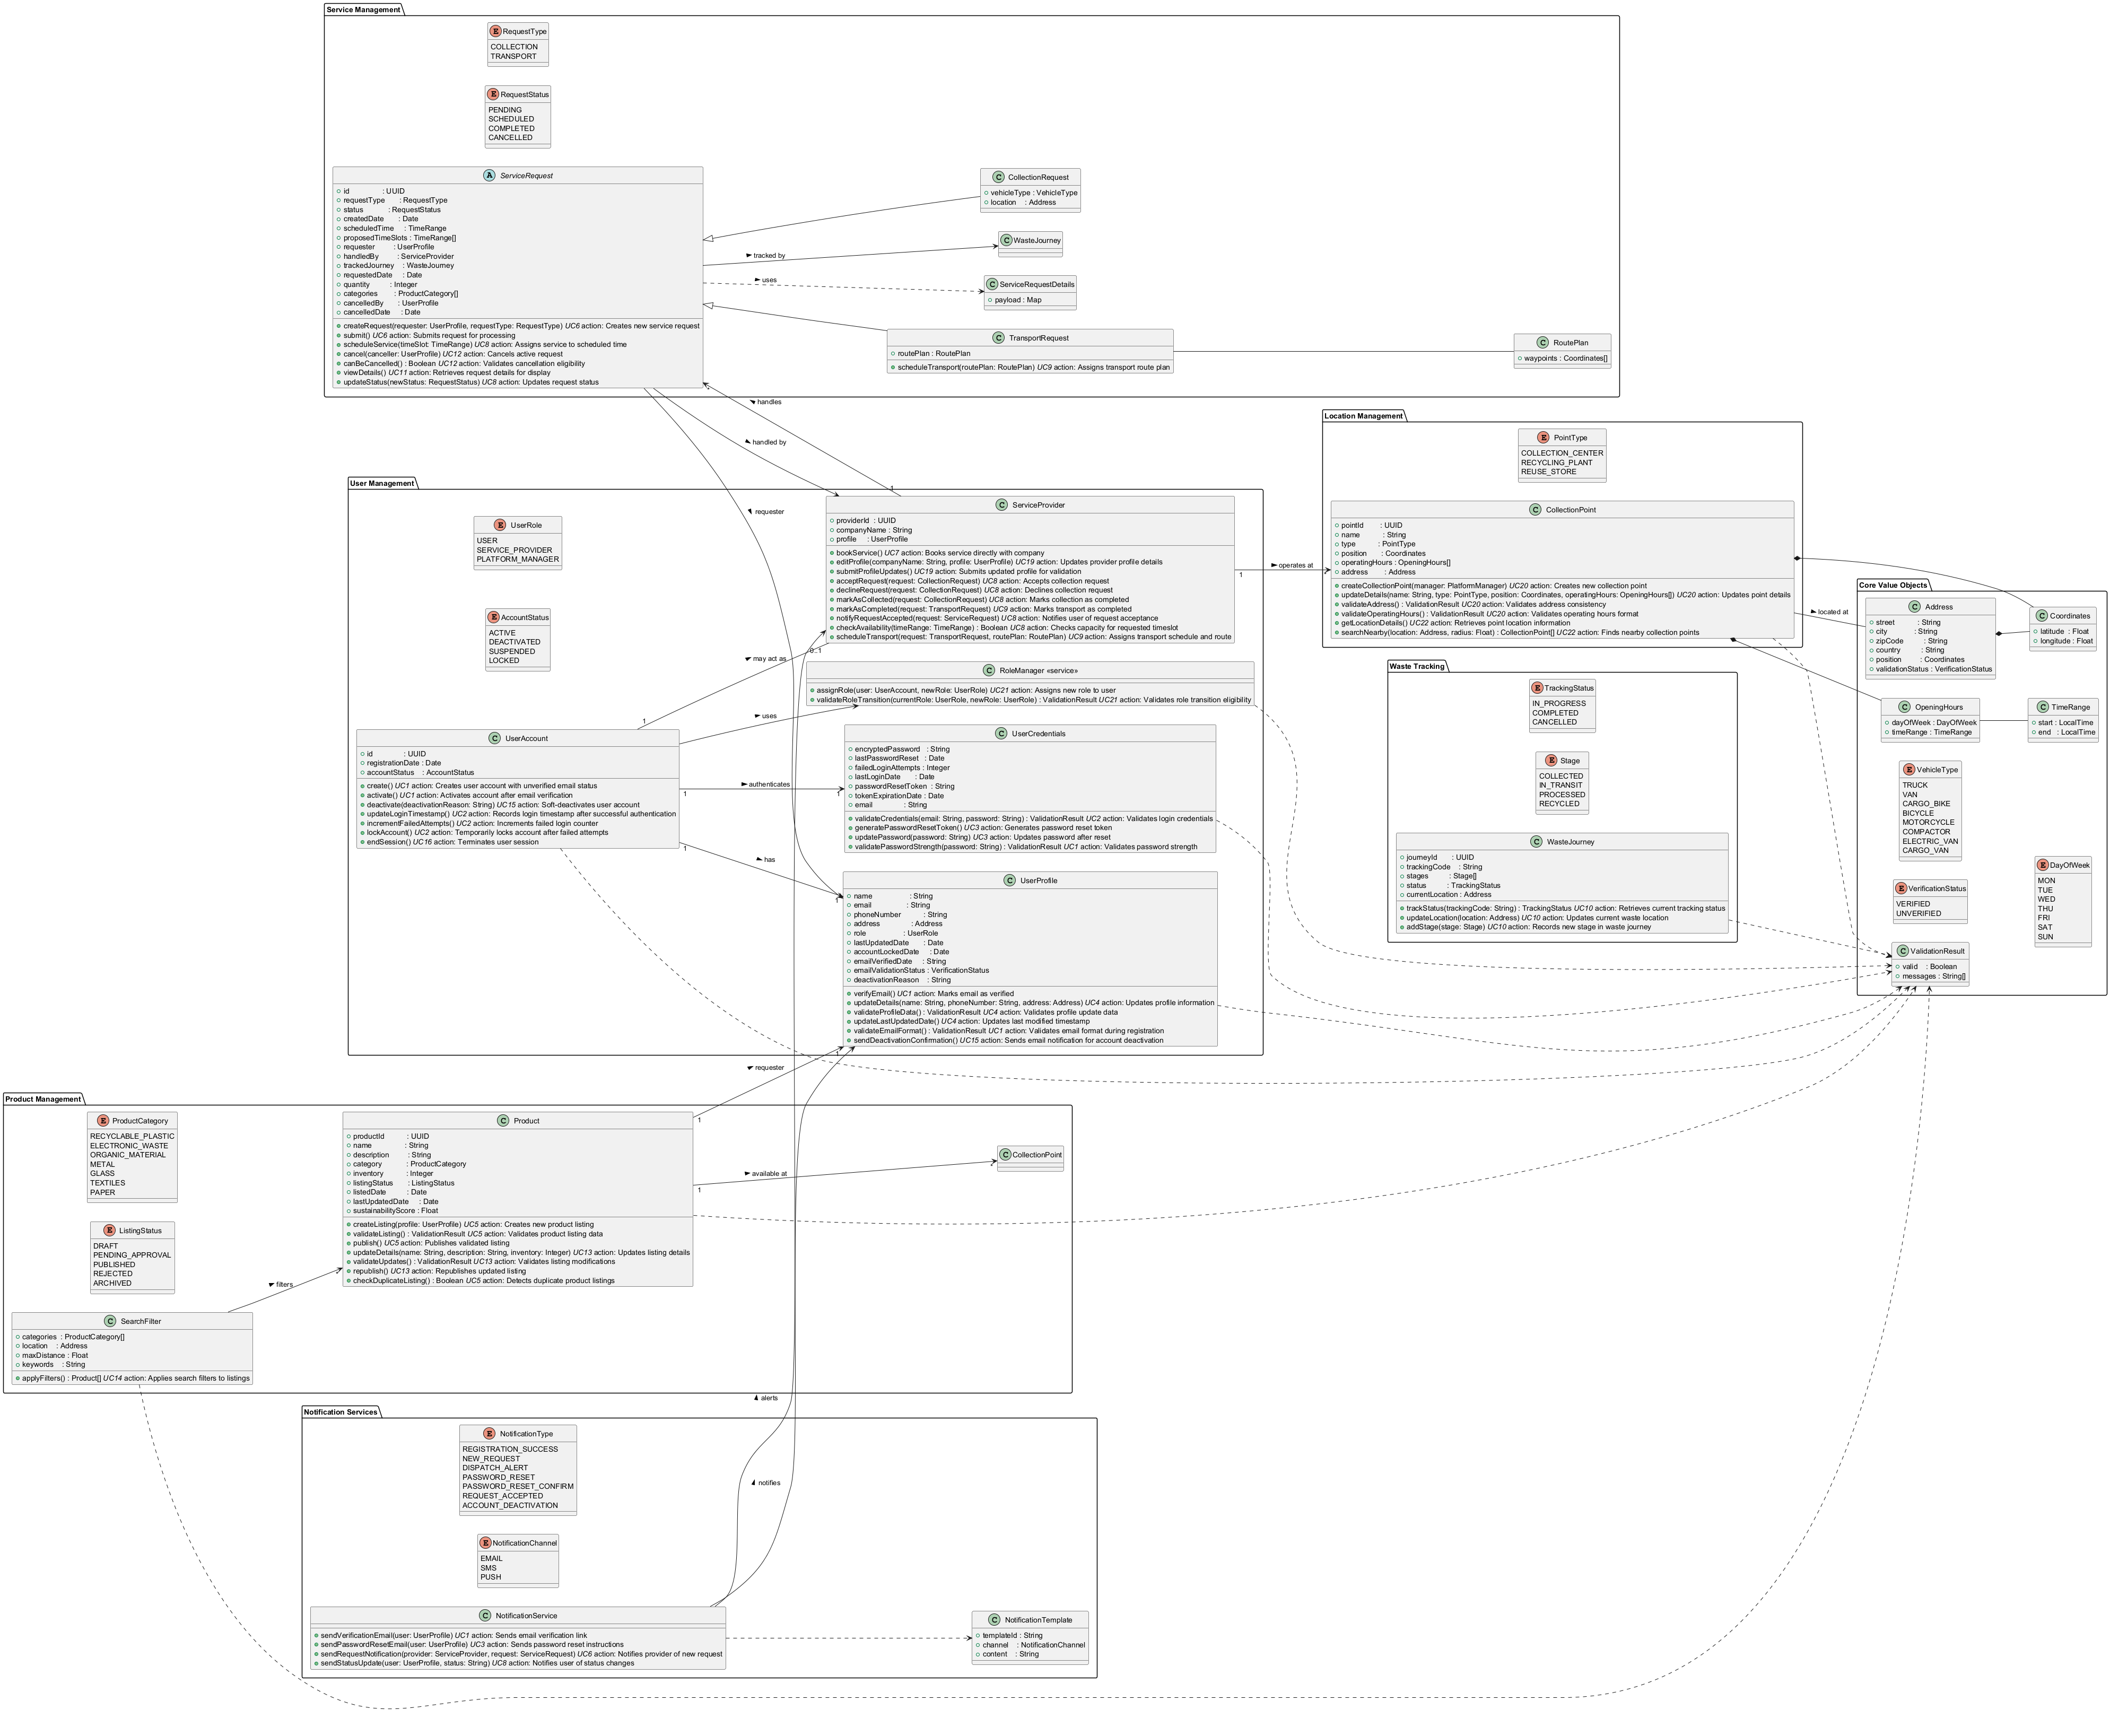 Service Management
RequestType
COLLECTION
TRANSPORT
RequestStatus
PENDING
SCHEDULED
COMPLETED
CANCELLED
ServiceRequest
id : UUID
requestType : RequestType
status : RequestStatus
createdDate : Date
scheduledTime : TimeRange
proposedTimeSlots : TimeRange[]
requester : UserProfile
handledBy : ServiceProvider
trackedJourney : WasteJourney
requestedDate : Date
quantity : Integer
categories : ProductCategory[]
cancelledBy : UserProfile
cancelledDate : Date
createRequest(requester: UserProfile, requestType: RequestType) UC6 action: Creates new service request
submit() UC6 action: Submits request for processing
scheduleService(timeSlot: TimeRange) UC8 action: Assigns service to scheduled time
cancel(canceller: UserProfile) UC12 action: Cancels active request
canBeCancelled() : Boolean UC12 action: Validates cancellation eligibility
viewDetails() UC11 action: Retrieves request details for display
updateStatus(newStatus: RequestStatus) UC8 action: Updates request status
CollectionRequest
vehicleType : VehicleType
location : Address
tracked by
WasteJourney
uses
ServiceRequestDetails
payload : Map
TransportRequest
routePlan : RoutePlan
scheduleTransport(routePlan: RoutePlan) UC9 action: Assigns transport route plan
RoutePlan
waypoints : Coordinates[]
*
handles
handled by
requester
1
User Management
UserRole
USER
SERVICE_PROVIDER
PLATFORM_MANAGER
AccountStatus
ACTIVE
DEACTIVATED
SUSPENDED
LOCKED
UserAccount
id : UUID
registrationDate : Date
accountStatus : AccountStatus
create() UC1 action: Creates user account with unverified email status
activate() UC1 action: Activates account after email verification
deactivate(deactivationReason: String) UC15 action: Soft-deactivates user account
updateLoginTimestamp() UC2 action: Records login timestamp after successful authentication
incrementFailedAttempts() UC2 action: Increments failed login counter
lockAccount() UC2 action: Temporarily locks account after failed attempts
endSession() UC16 action: Terminates user session
1
may act as
0..1
uses
1
authenticates
1
1
has
1
ServiceProvider
providerId : UUID
companyName : String
profile : UserProfile
bookService() UC7 action: Books service directly with company
editProfile(companyName: String, profile: UserProfile) UC19 action: Updates provider profile details
submitProfileUpdates() UC19 action: Submits updated profile for validation
acceptRequest(request: CollectionRequest) UC8 action: Accepts collection request
declineRequest(request: CollectionRequest) UC8 action: Declines collection request
markAsCollected(request: CollectionRequest) UC8 action: Marks collection as completed
markAsCompleted(request: TransportRequest) UC9 action: Marks transport as completed
notifyRequestAccepted(request: ServiceRequest) UC8 action: Notifies user of request acceptance
checkAvailability(timeRange: TimeRange) : Boolean UC8 action: Checks capacity for requested timeslot
scheduleTransport(request: TransportRequest, routePlan: RoutePlan) UC9 action: Assigns transport schedule and route
RoleManager «service»
assignRole(user: UserAccount, newRole: UserRole) UC21 action: Assigns new role to user
validateRoleTransition(currentRole: UserRole, newRole: UserRole) : ValidationResult UC21 action: Validates role transition eligibility
UserCredentials
encryptedPassword : String
lastPasswordReset : Date
failedLoginAttempts : Integer
lastLoginDate : Date
passwordResetToken : String
tokenExpirationDate : Date
email : String
validateCredentials(email: String, password: String) : ValidationResult UC2 action: Validates login credentials
generatePasswordResetToken() UC3 action: Generates password reset token
updatePassword(password: String) UC3 action: Updates password after reset
validatePasswordStrength(password: String) : ValidationResult UC1 action: Validates password strength
UserProfile
name : String
email : String
phoneNumber : String
address : Address
role : UserRole
lastUpdatedDate : Date
accountLockedDate : Date
emailVerifiedDate : String
emailValidationStatus : VerificationStatus
deactivationReason : String
verifyEmail() UC1 action: Marks email as verified
updateDetails(name: String, phoneNumber: String, address: Address) UC4 action: Updates profile information
validateProfileData() : ValidationResult UC4 action: Validates profile update data
updateLastUpdatedDate() UC4 action: Updates last modified timestamp
validateEmailFormat() : ValidationResult UC1 action: Validates email format during registration
sendDeactivationConfirmation() UC15 action: Sends email notification for account deactivation
1
operates at
*
Location Management
PointType
COLLECTION_CENTER
RECYCLING_PLANT
REUSE_STORE
CollectionPoint
pointId : UUID
name : String
type : PointType
position : Coordinates
operatingHours : OpeningHours[]
address : Address
createCollectionPoint(manager: PlatformManager) UC20 action: Creates new collection point
updateDetails(name: String, type: PointType, position: Coordinates, operatingHours: OpeningHours[]) UC20 action: Updates point details
validateAddress() : ValidationResult UC20 action: Validates address consistency
validateOperatingHours() : ValidationResult UC20 action: Validates operating hours format
getLocationDetails() UC22 action: Retrieves point location information
searchNearby(location: Address, radius: Float) : CollectionPoint[] UC22 action: Finds nearby collection points
located at
Waste Tracking
TrackingStatus
IN_PROGRESS
COMPLETED
CANCELLED
Stage
COLLECTED
IN_TRANSIT
PROCESSED
RECYCLED
WasteJourney
journeyId : UUID
trackingCode : String
stages : Stage[]
status : TrackingStatus
currentLocation : Address
trackStatus(trackingCode: String) : TrackingStatus UC10 action: Retrieves current tracking status
updateLocation(location: Address) UC10 action: Updates current waste location
addStage(stage: Stage) UC10 action: Records new stage in waste journey
Core Value Objects
Address
street : String
city : String
zipCode : String
country : String
position : Coordinates
validationStatus : VerificationStatus
Coordinates
latitude : Float
longitude : Float
OpeningHours
dayOfWeek : DayOfWeek
timeRange : TimeRange
TimeRange
start : LocalTime
end : LocalTime
VehicleType
TRUCK
VAN
CARGO_BIKE
BICYCLE
MOTORCYCLE
COMPACTOR
ELECTRIC_VAN
CARGO_VAN
VerificationStatus
VERIFIED
UNVERIFIED
DayOfWeek
MON
TUE
WED
THU
FRI
SAT
SUN
ValidationResult
valid : Boolean
messages : String[]
Product Management
ProductCategory
RECYCLABLE_PLASTIC
ELECTRONIC_WASTE
ORGANIC_MATERIAL
METAL
GLASS
TEXTILES
PAPER
ListingStatus
DRAFT
PENDING_APPROVAL
PUBLISHED
REJECTED
ARCHIVED
SearchFilter
categories : ProductCategory[]
location : Address
maxDistance : Float
keywords : String
applyFilters() : Product[] UC14 action: Applies search filters to listings
filters
*
Product
productId : UUID
name : String
description : String
category : ProductCategory
inventory : Integer
listingStatus : ListingStatus
listedDate : Date
lastUpdatedDate : Date
sustainabilityScore : Float
createListing(profile: UserProfile) UC5 action: Creates new product listing
validateListing() : ValidationResult UC5 action: Validates product listing data
publish() UC5 action: Publishes validated listing
updateDetails(name: String, description: String, inventory: Integer) UC13 action: Updates listing details
validateUpdates() : ValidationResult UC13 action: Validates listing modifications
republish() UC13 action: Republishes updated listing
checkDuplicateListing() : Boolean UC5 action: Detects duplicate product listings
1
requester
1
1
available at
*
CollectionPoint
Notification Services
NotificationType
REGISTRATION_SUCCESS
NEW_REQUEST
DISPATCH_ALERT
PASSWORD_RESET
PASSWORD_RESET_CONFIRM
REQUEST_ACCEPTED
ACCOUNT_DEACTIVATION
NotificationChannel
EMAIL
SMS
PUSH
alerts
notifies
NotificationService
sendVerificationEmail(user: UserProfile) UC1 action: Sends email verification link
sendPasswordResetEmail(user: UserProfile) UC3 action: Sends password reset instructions
sendRequestNotification(provider: ServiceProvider, request: ServiceRequest) UC6 action: Notifies provider of new request
sendStatusUpdate(user: UserProfile, status: String) UC8 action: Notifies user of status changes
NotificationTemplate
templateId : String
channel : NotificationChannel
content : String